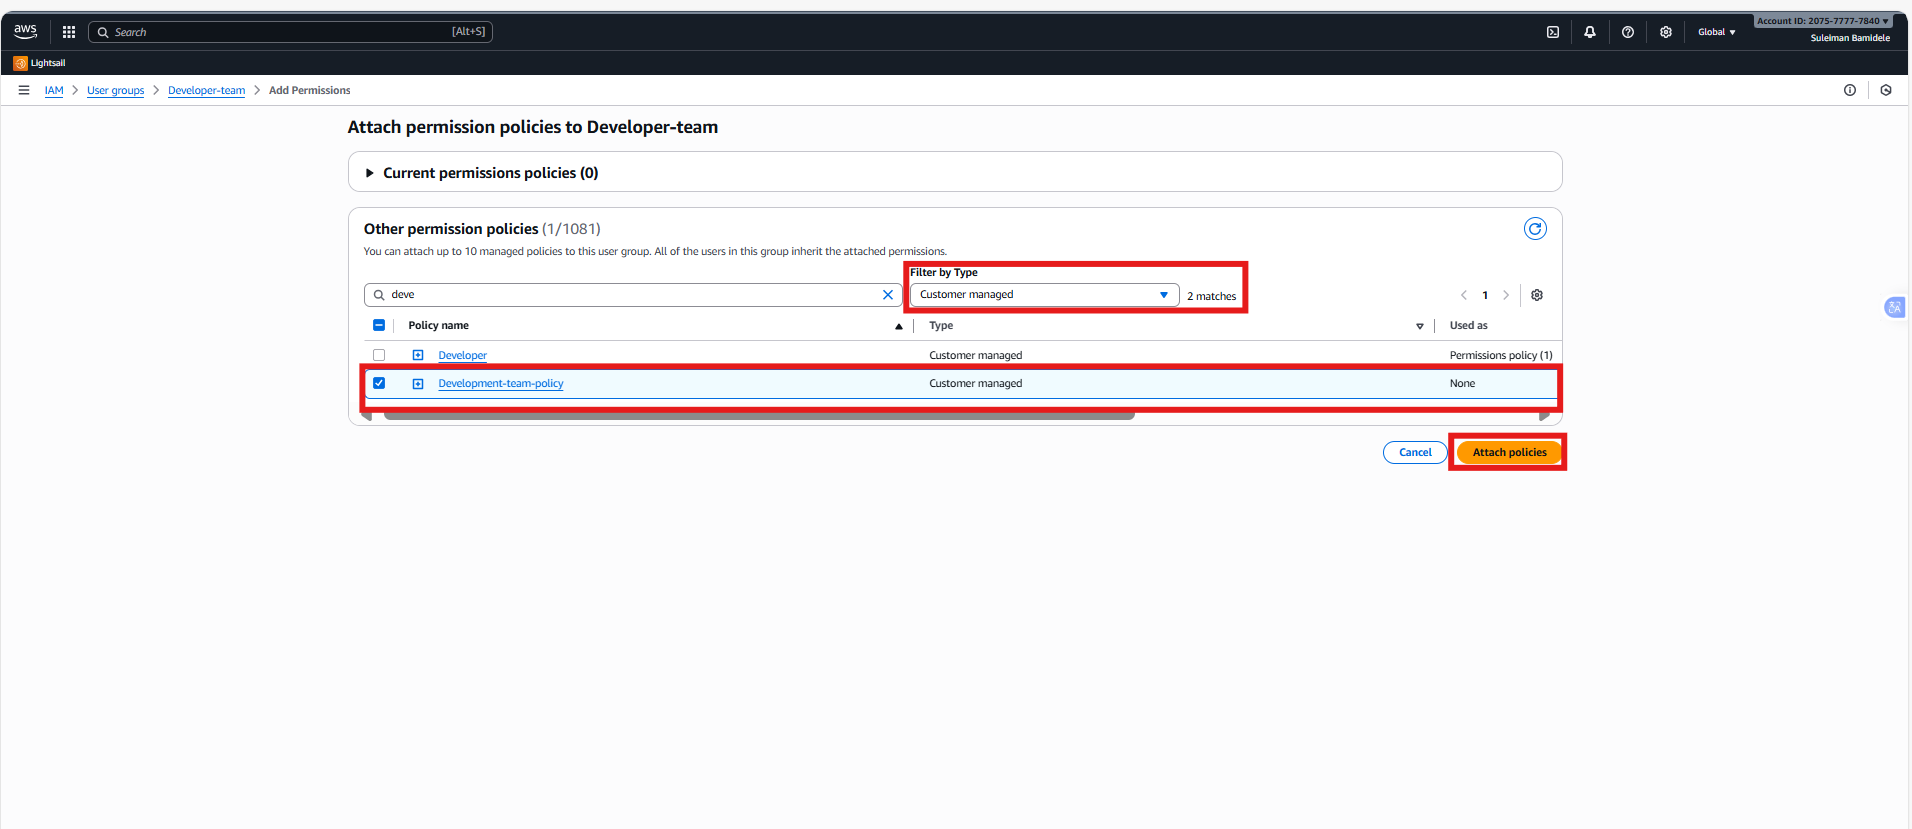 aws
Search [Alt+S]
Global ▼
Account ID: 2075-7777-7840 ▼
Suleiman Bamidele
Lightsail
IAM > User groups > Developer-team > Add Permissions
Attach permission policies to Developer-team
Current permissions policies (0)
Other permission policies (1/1081)
You can attach up to 10 managed policies to this user group. All of the users in this group inherit the attached permissions.
Filter by Type
deve
Customer managed
2 matches
1
Policy name Type Used as
Developer Customer managed Permissions policy (1)
Development-team-policy Customer managed None
Cancel Attach policies